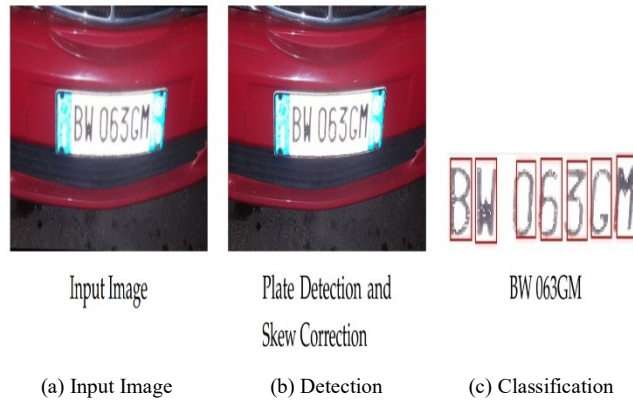 BW 063GM
BW 063GM
BW 063GM
Input Image
Plate Detection and
Skew Correction
BW 063GM
(a) Input Image
(b) Detection
(c) Classification